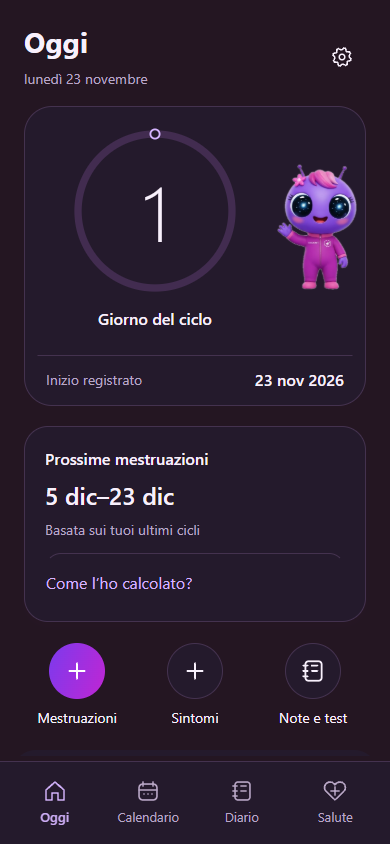 Oggi
lunedì 23 novembre
1
Giorno del ciclo
Inizio registrato
23 nov 2026
Prossime mestruazioni
5 dic–23 dic
Basata sui tuoi ultimi cicli
Come l’ho calcolato?
Mestruazioni
Sintomi
Note e test
Oggi
Calendario
Diario
Salute